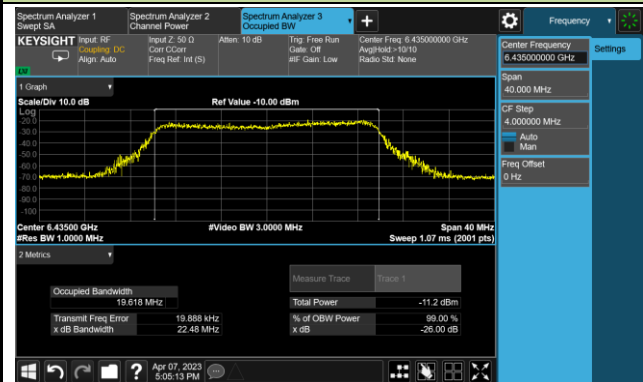 Spectrum Analyzer 1
Swept SA
Spectrum Analyzer 2
Channel Power
Spectrum Analyzer 3
Occupied BW
Frequency
KEYSIGHT
Input: RF
Coupling: DC
Align: Auto
Input Z: 50 Ω
Corr CCorr
Freq Ref: Int (S)
Atten: 10 dB
Trig: Free Run
Gate: Off
#IF Gain: Low
Center Freq: 6.435000000 GHz
Avg|Hold:>10/10
Radio Std: None
Center Frequency
6.435000000 GHz
Settings
Span
40.000 MHz
CF Step
4.000000 MHz
Auto
Man
Freq Offset
0 Hz
1 Graph
Scale/Div 10.0 dB
Ref Value -10.00 dBm
Log
-20.0
-30.0
-40.0
-50.0
-60.0
-70.0
-80.0
-90.0
-100
Center 6.43500 GHz
#Video BW 3.0000 MHz
Span 40 MHz
#Res BW 1.0000 MHz
Sweep 1.07 ms (2001 pts)
2 Metrics
Measure Trace
Trace 1
Occupied Bandwidth
19.618 MHz
Total Power
-11.2 dBm
Transmit Freq Error
19.888 kHz
% of OBW Power
99.00 %
x dB Bandwidth
22.48 MHz
x dB
-26.00 dB
Apr 07, 2023
5:05:13 PM